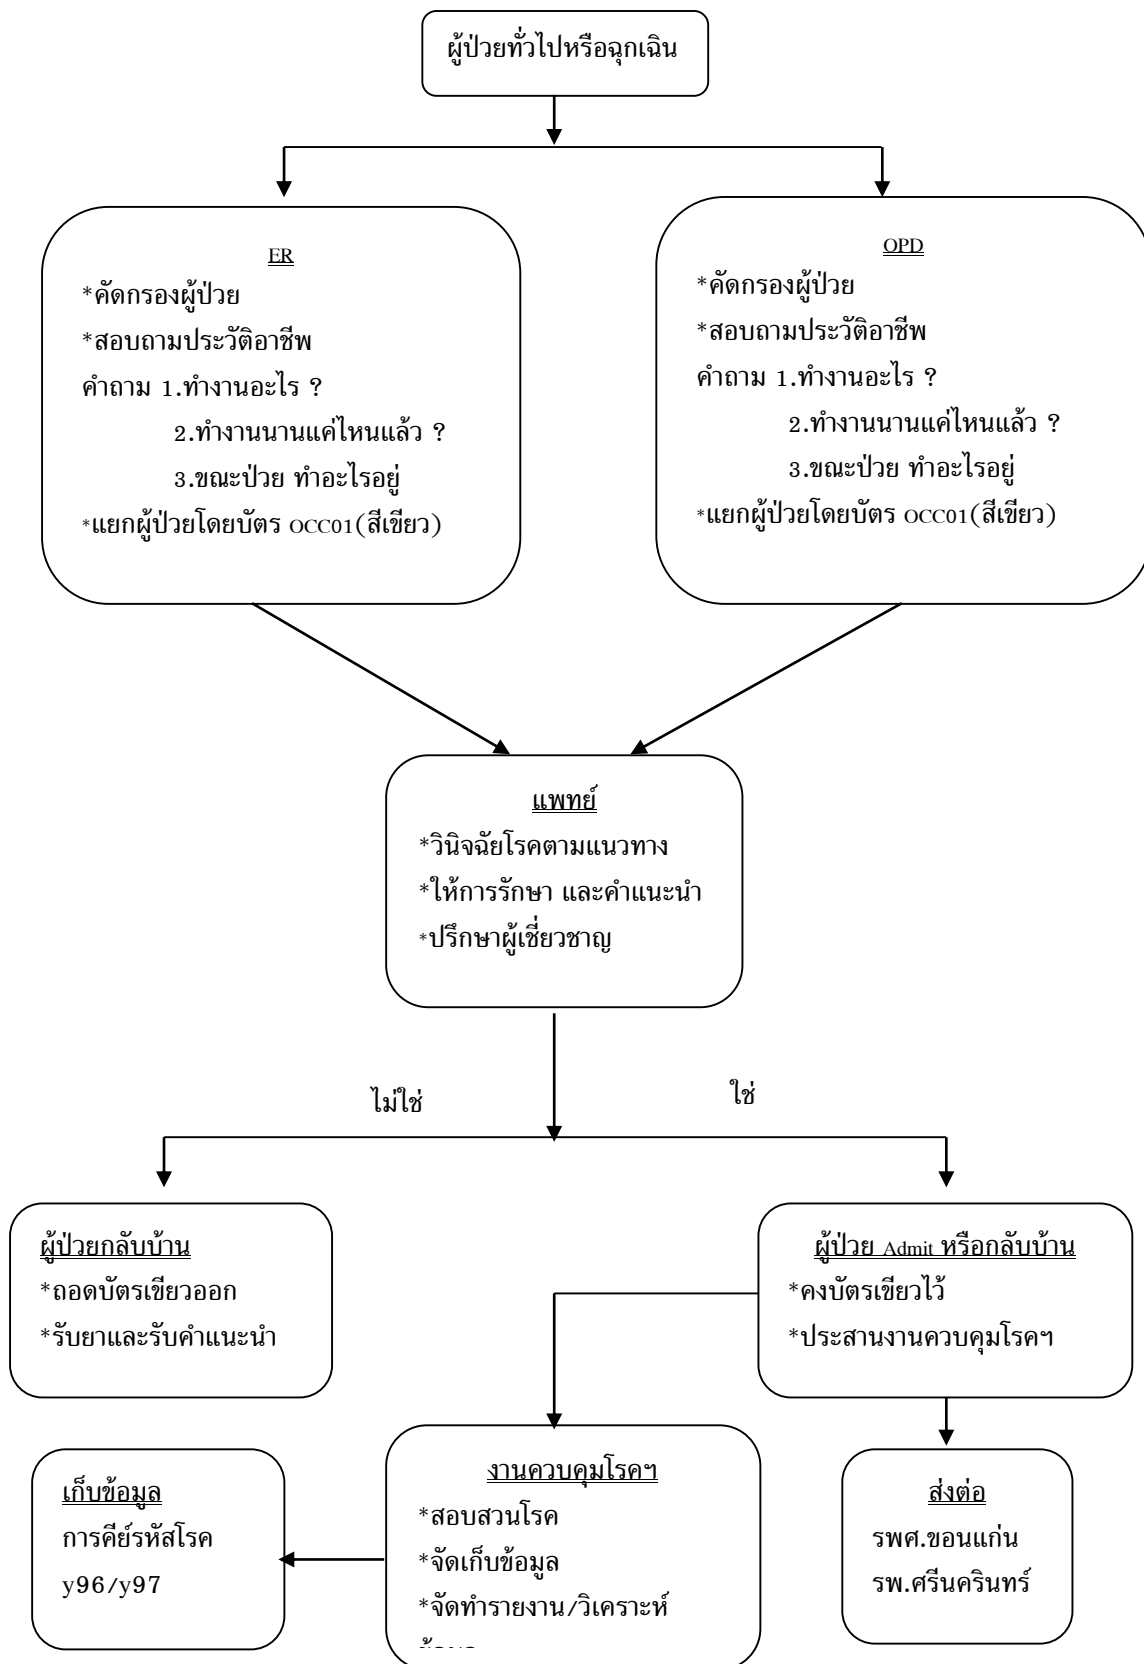 ผู้ป่วยทั่วไปหรือฉุกเฉิน
ER
*คัดกรองผู้ป่วย
*สอบถามประวัติอาชีพ
คำถาม 1.ทำงานอะไร ?
2.ทำงานนานแค่ไหนแล้ว ?
3.ขณะป่วย ทำอะไรอยู่
*แยกผู้ป่วยโดยบัตร OCC01(สีเขียว)
OPD
*คัดกรองผู้ป่วย
*สอบถามประวัติอาชีพ
คำถาม 1.ทำงานอะไร ?
2.ทำงานนานแค่ไหนแล้ว ?
3.ขณะป่วย ทำอะไรอยู่
*แยกผู้ป่วยโดยบัตร OCC01(สีเขียว)
แพทย์
*วินิจฉัยโรคตามแนวทาง
*ให้การรักษา และคำแนะนำ
*ปรึกษาผู้เชี่ยวชาญ
ไม่ใช่
ใช่
ผู้ป่วยกลับบ้าน
*ถอดบัตรเขียวออก
*รับยาและรับคำแนะนำ
ผู้ป่วย Admit หรือกลับบ้าน
*คงบัตรเขียวไว้
*ประสานงานควบคุมโรคฯ
เก็บข้อมูล
การคีย์รหัสโรค
y96/y97
งานควบคุมโรคฯ
*สอบสวนโรค
*จัดเก็บข้อมูล
*จัดทำรายงาน/วิเคราะห์
ส่งต่อ
รพศ.ขอนแก่น
รพ.ศรีนครินทร์